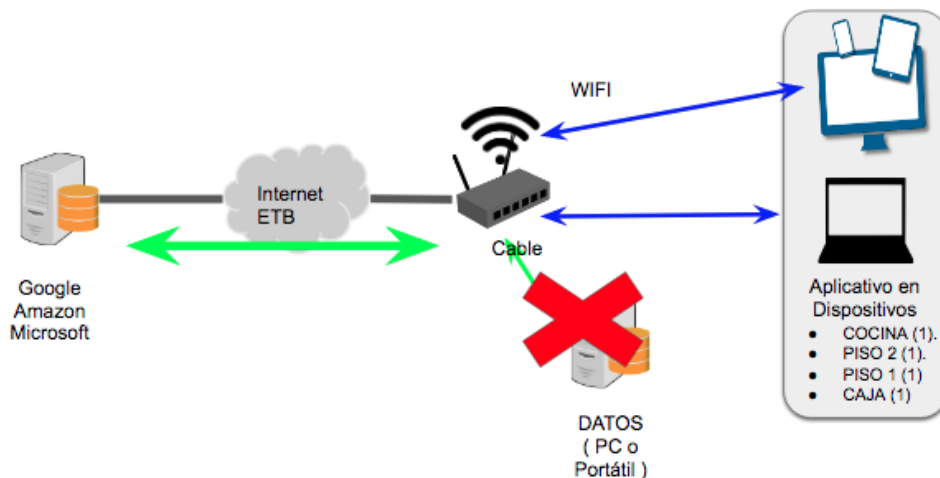 WIFI
Internet
ETB
Cable
Google
Amazon
Microsoft
DATOS
( PC o
Portátil )
Aplicativo en
Dispositivos
● COCINA (1).
● PISO 2 (1).
● PISO 1 (1)
● CAJA (1)